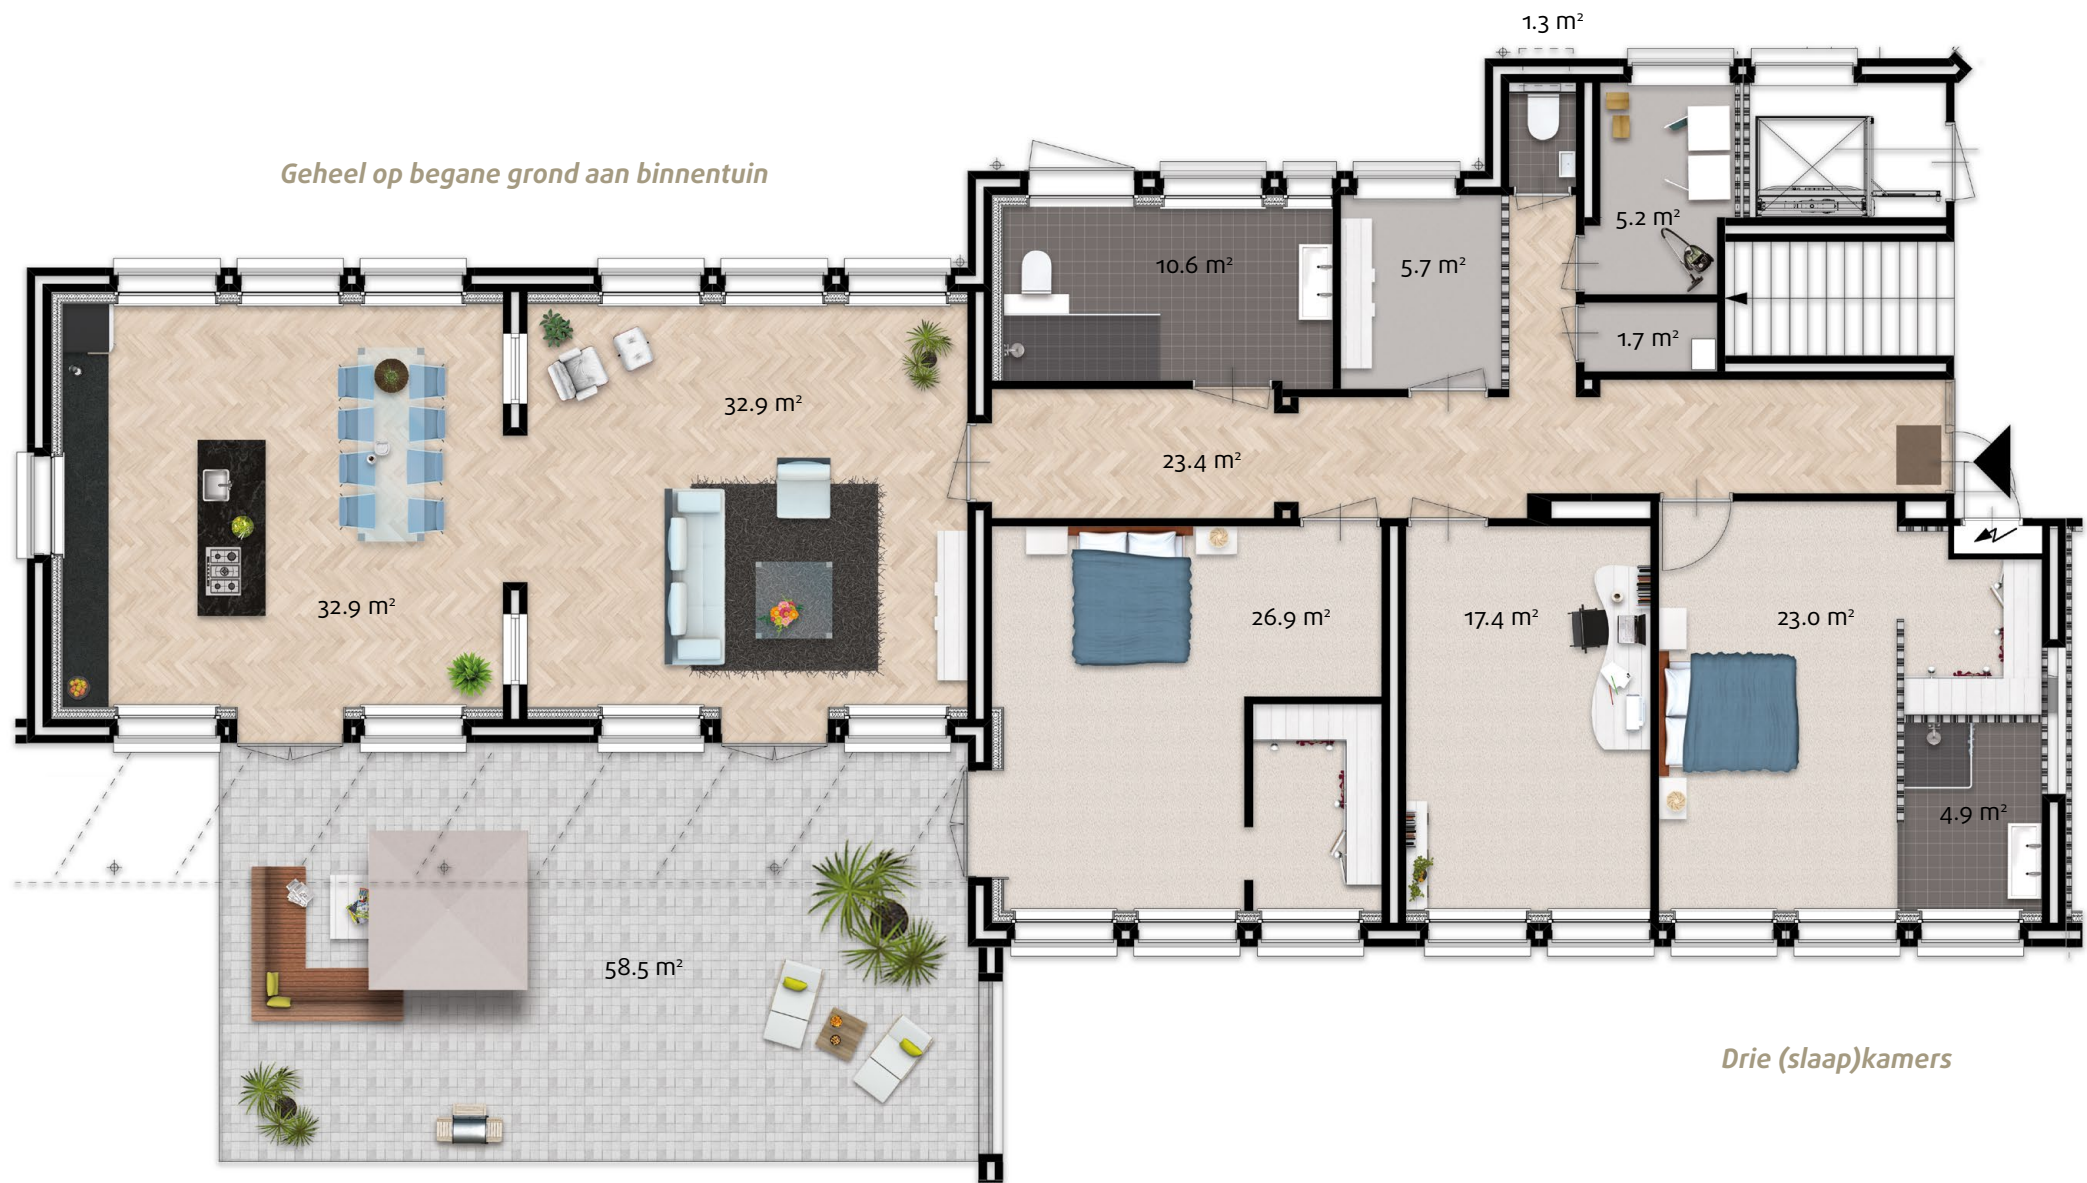 1.3 m²
Geheel op begane grond aan binnentuin
5.2 m²
10.6 m²
5.7 m²
1.7 m²
32.9 m²
23.4 m²
32.9 m²
26.9 m²
17.4 m²
23.0 m²
4.9 m²
58.5 m²
Drie (slaap)kamers